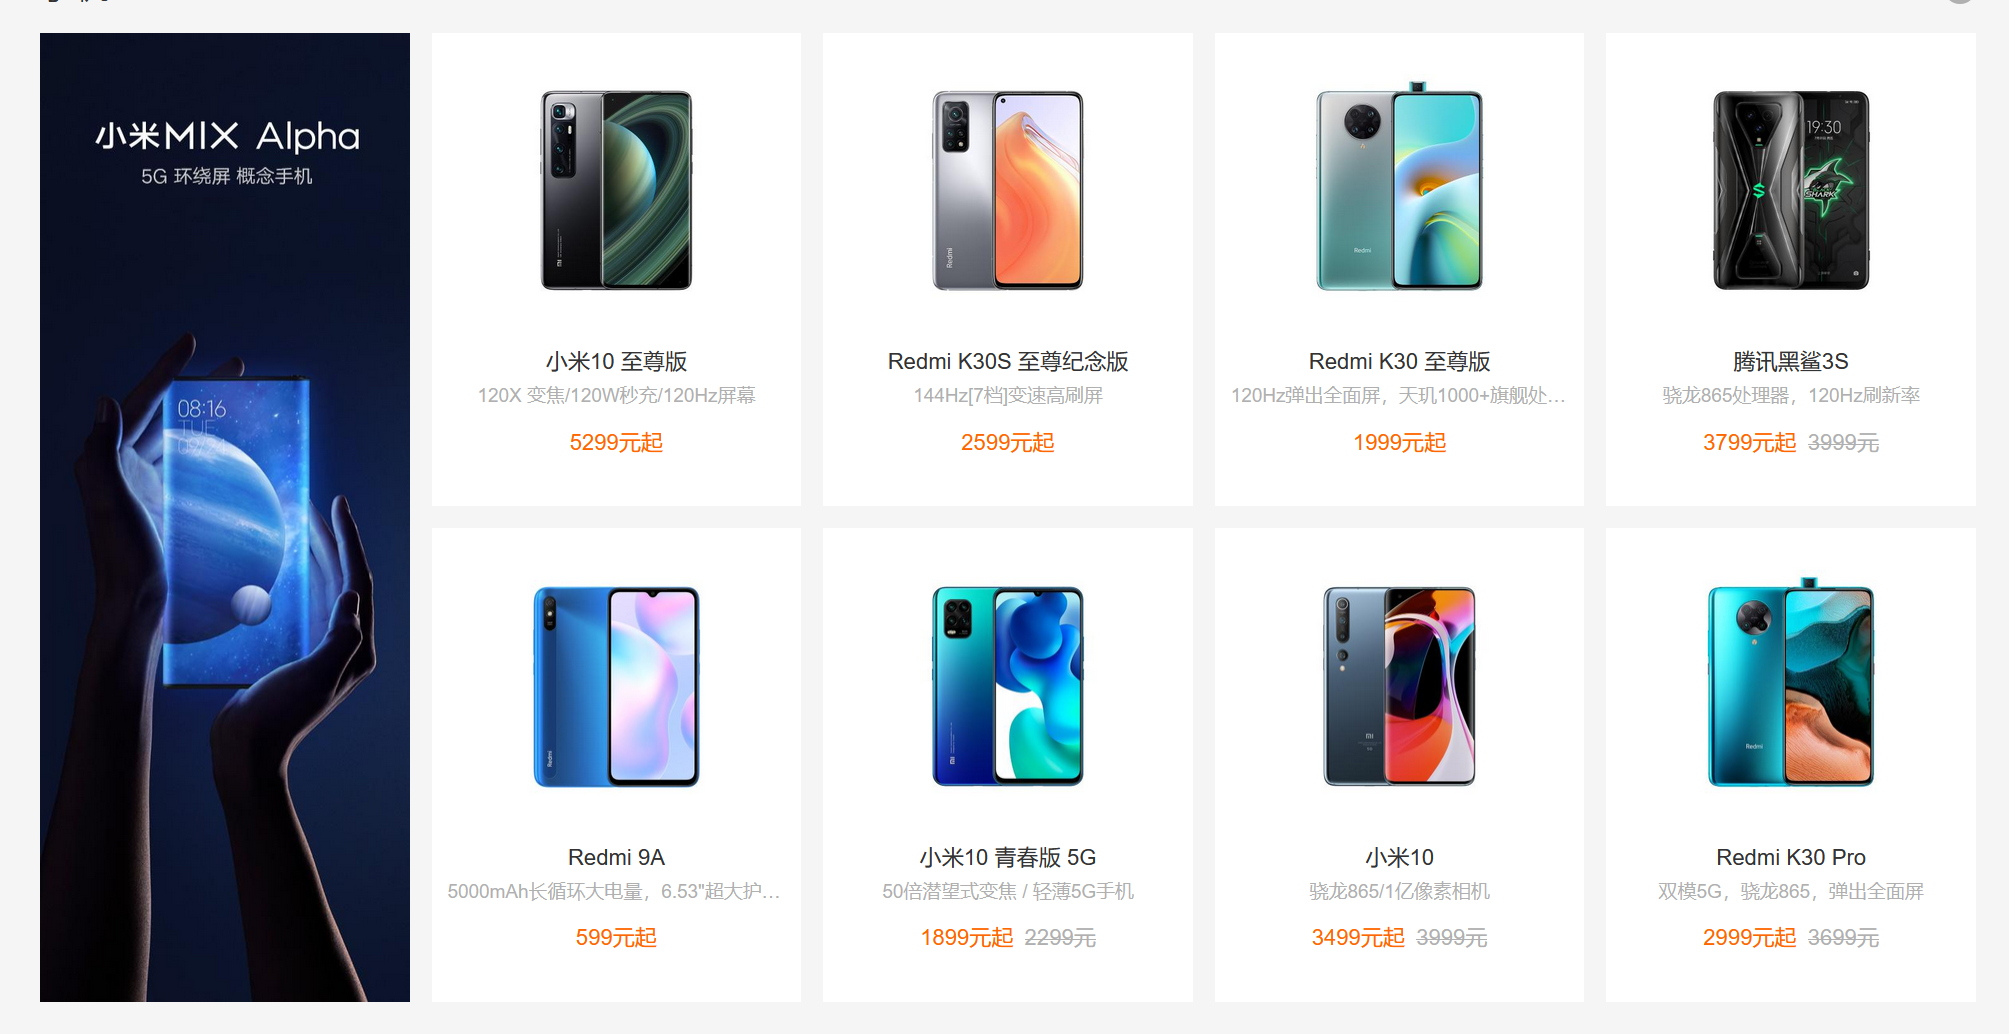 小米MIX Alpha
5G 环绕屏 概念手机
08:16
TUE
小米10 至尊版
120X 变焦/120W秒充/120Hz屏幕
5299元起
Redmi
Redmi K30S 至尊纪念版
144Hz[7档]变速高刷屏
2599元起
Redmi
Redmi K30 至尊版
120Hz弹出全面屏，天玑1000+旗舰处…
1999元起
19:30
SHARK
腾讯黑鲨3S
骁龙865处理器，120Hz刷新率
3799元起 3999元
Redmi
Redmi 9A
5000mAh长循环大电量，6.53"超大护…
599元起
小米10 青春版 5G
50倍潜望式变焦 / 轻薄5G手机
1899元起 2299元
小米10
骁龙865/1亿像素相机
3499元起 3999元
Redmi
Redmi K30 Pro
双模5G，骁龙865，弹出全面屏
2999元起 3699元